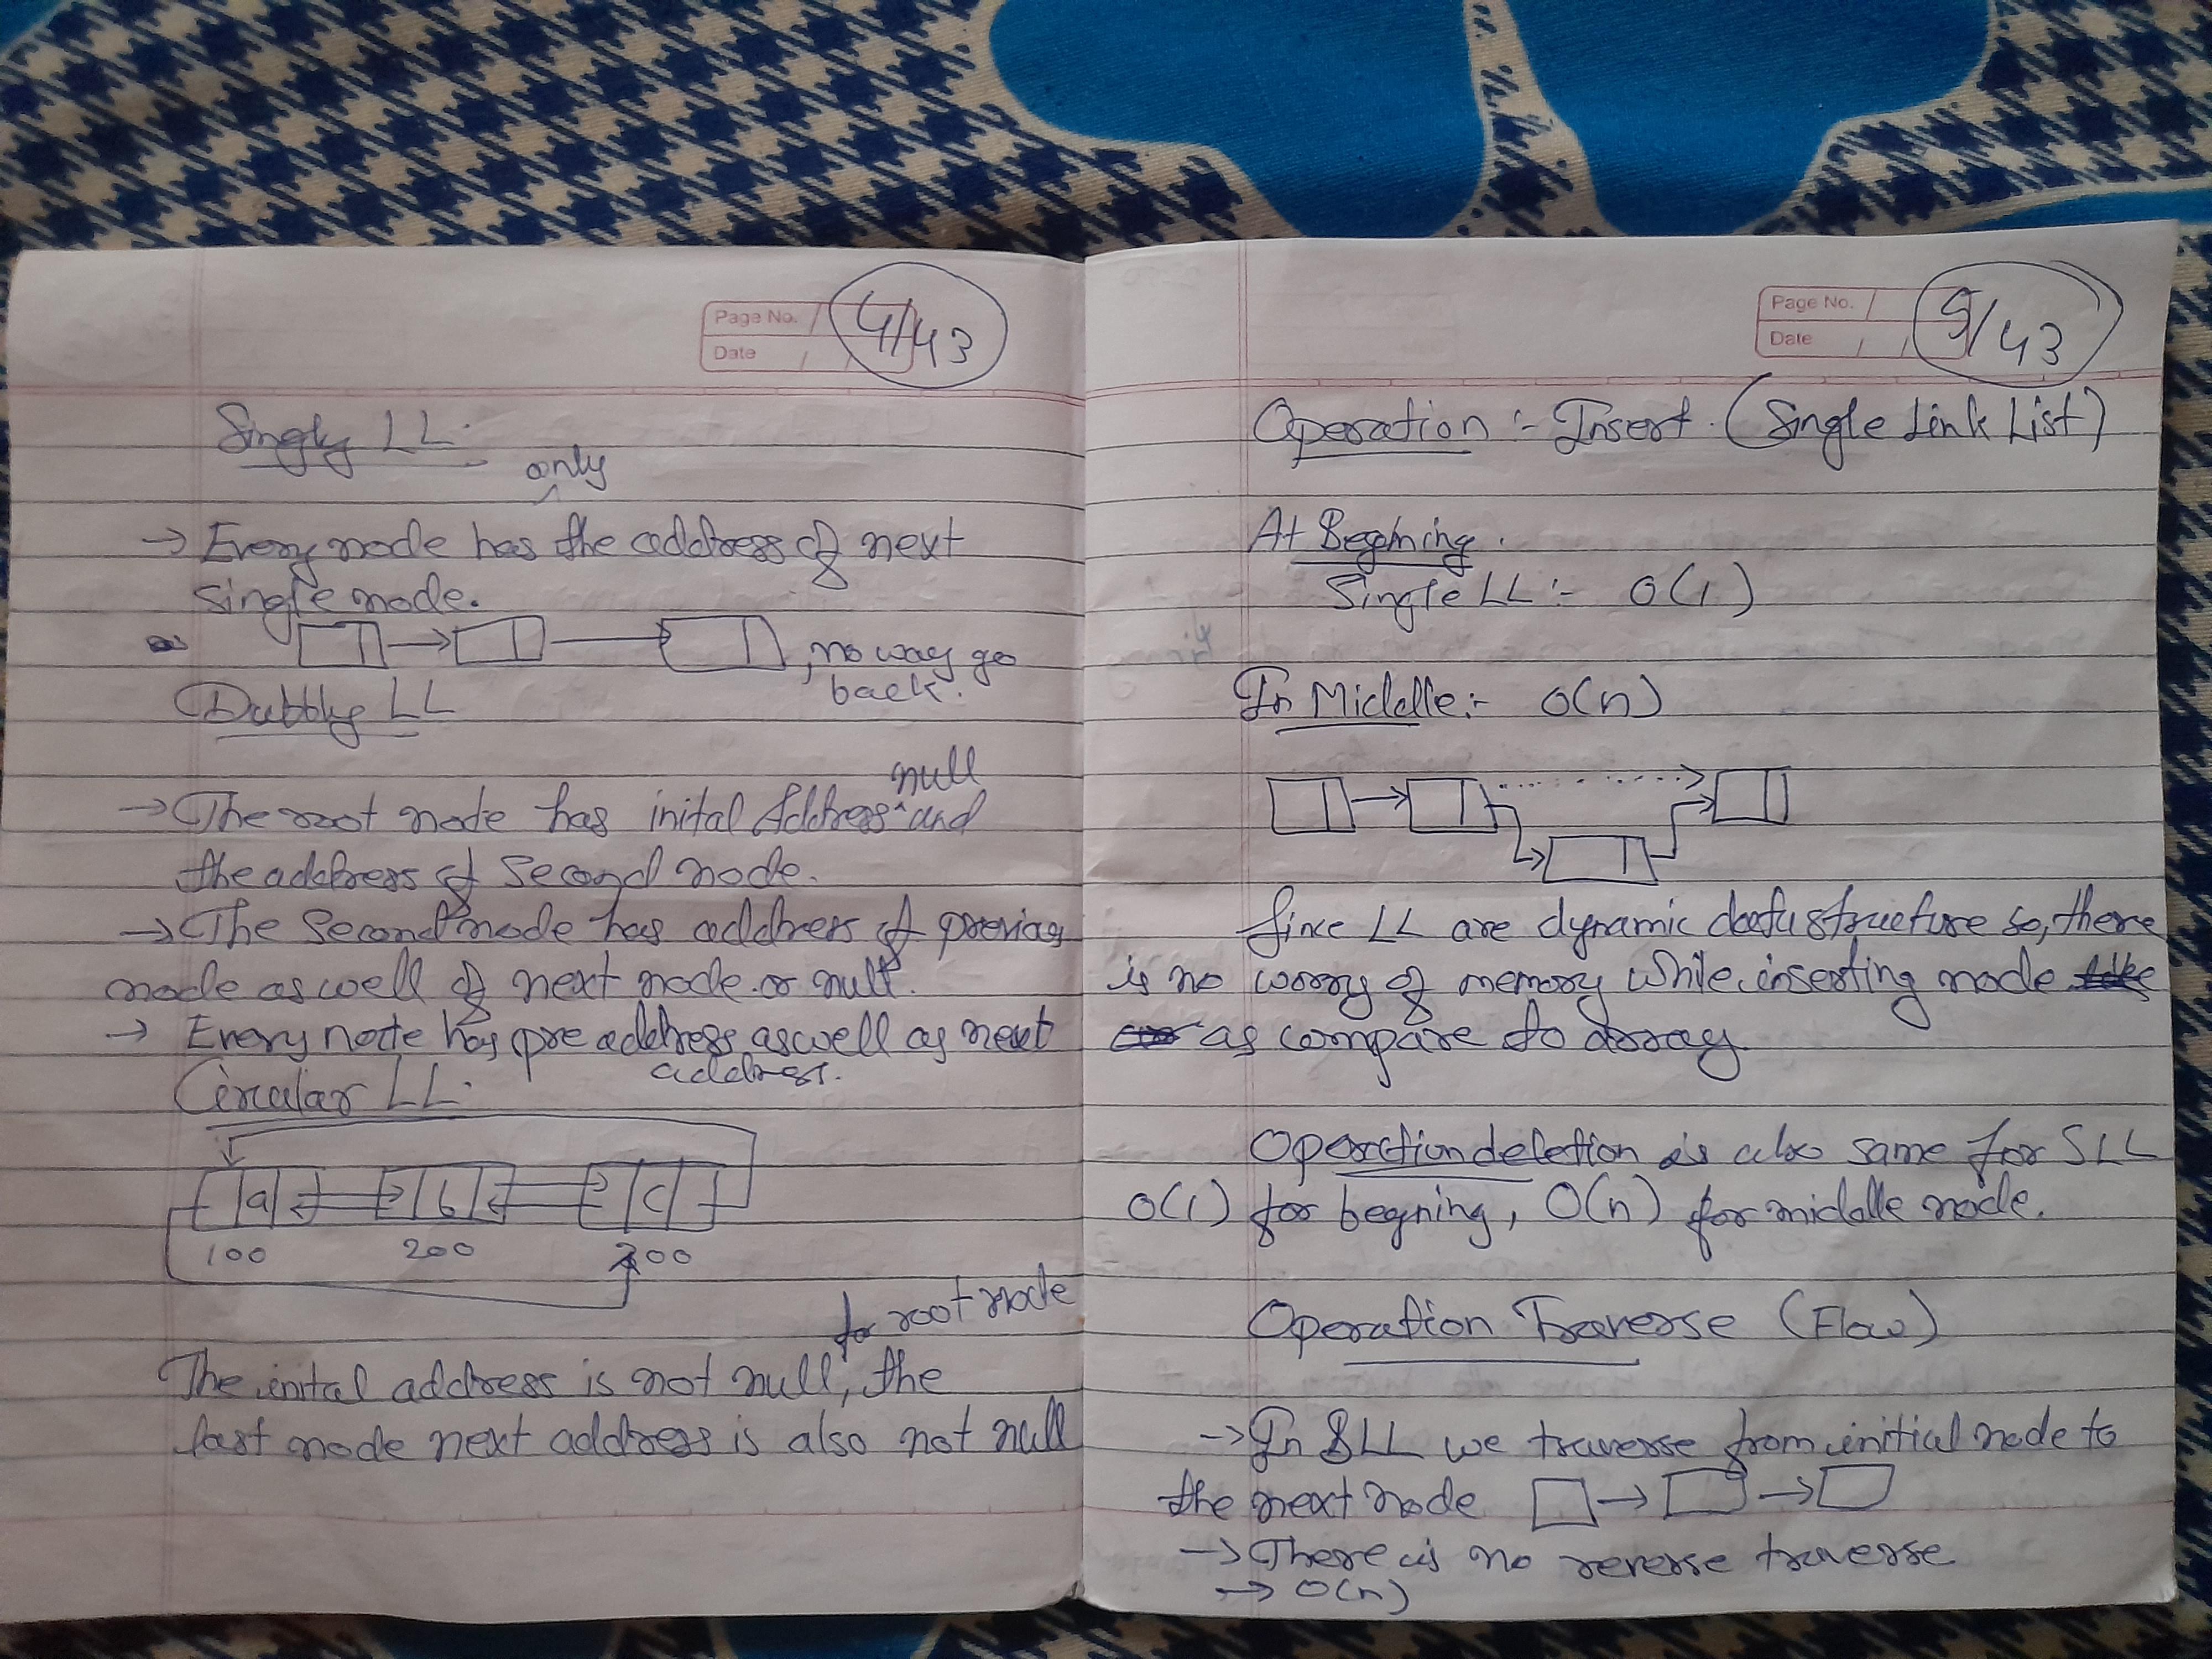 Page No.
Date
4/43
Singly LL.
only
→ Every node has the address of next
single node.
, no way go
back.
Dubbly LL
null
→ The root node has inital Address and
the address of second node.
→ The second node has address of previous
node as well of next node or null.
→ Every note has pre address aswell as next
address.
Circular LL.
a b c
100 200 300
for root node
The inital address is not null, the
last node next address is also not null
Page No.
Date
5/43
Operation :- Insert. (Single Link List)
At Begining.
Single LL :- O(1)
In Middle:- O(n)
Since LL are dynamic data structure so, there
is no worry of memory while inserting node
as compare to array.
Operation deletion is also same for SLL
O(1) for begning, O(n) for middle node.
Operation Traverse (Flow)
→ In SLL we traverse from initial node to
the next node
→ There is no reverse traverse
→ O(n)